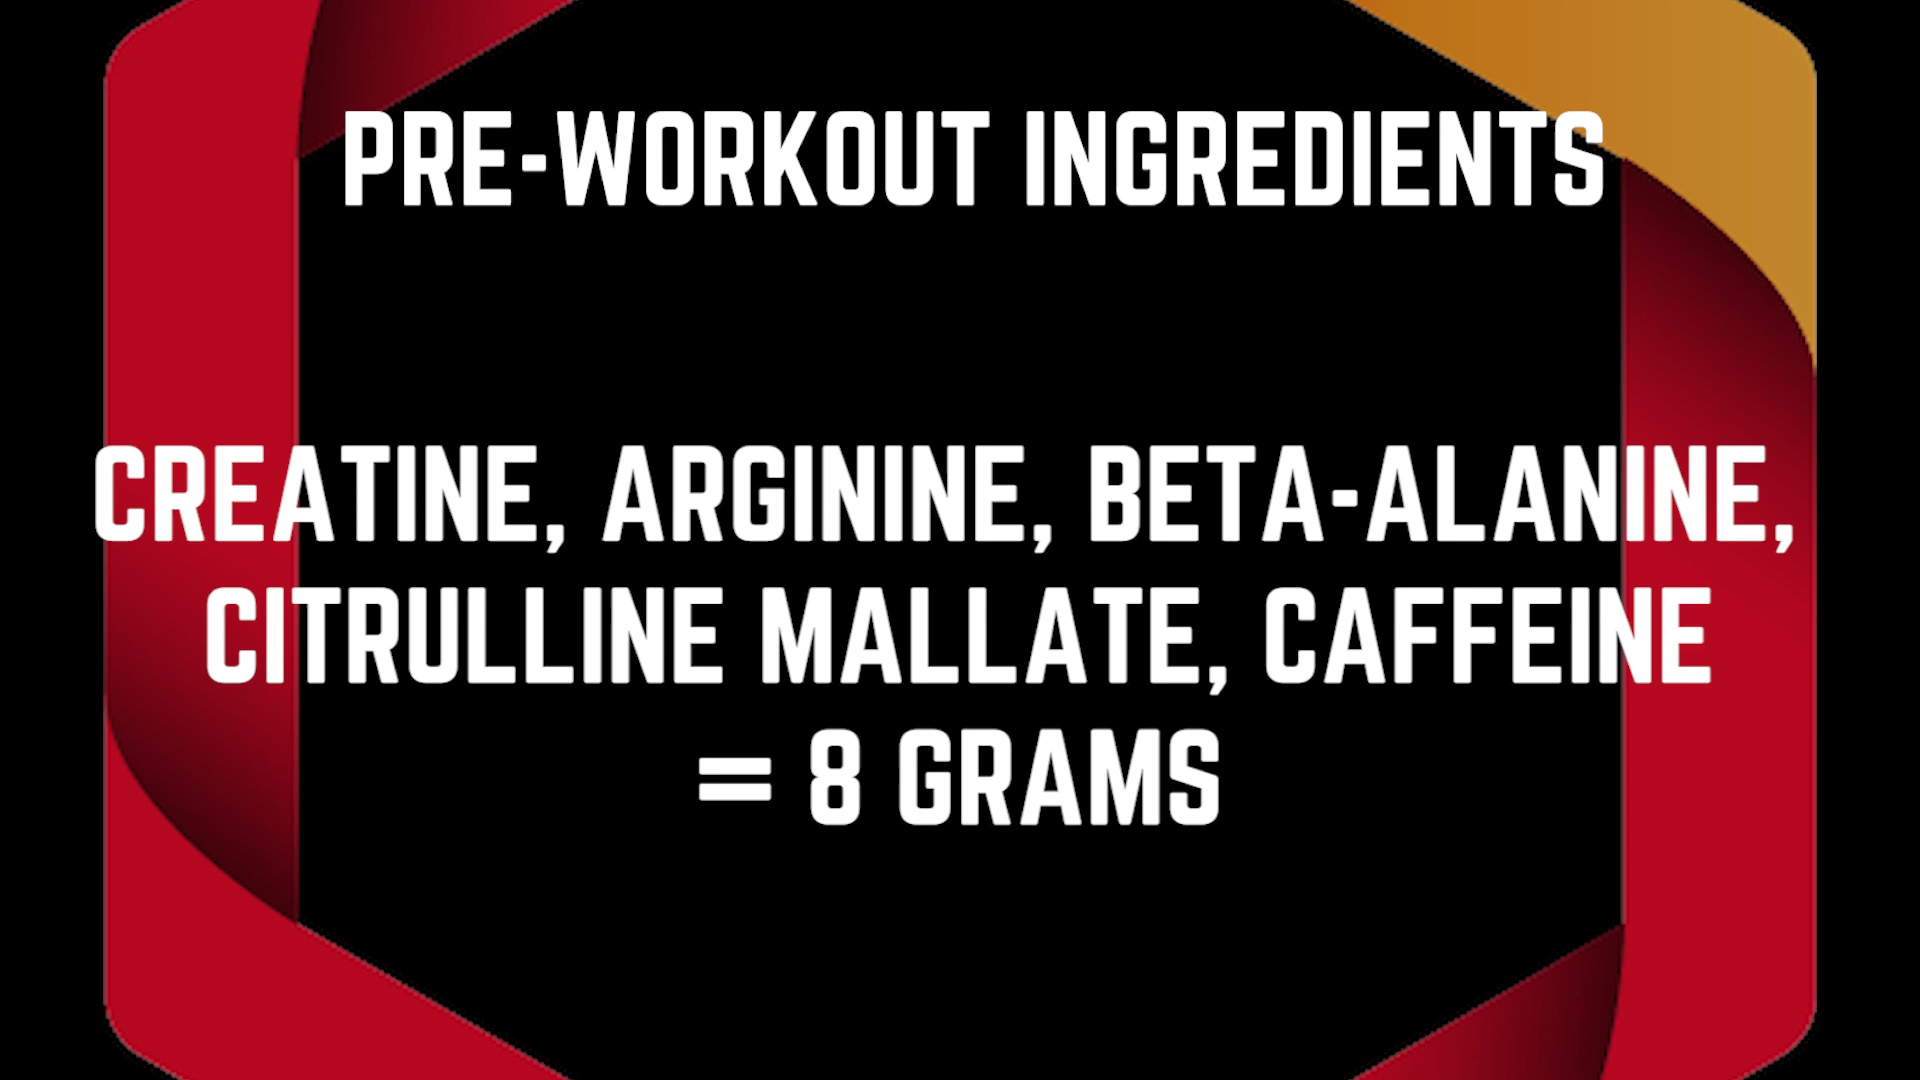 PRE-WORKOUT INGREDIENTS
CREATINE, ARGININE, BETA-ALANINE,
CITRULLINE MALLATE, CAFFEINE
= 8 GRAMS